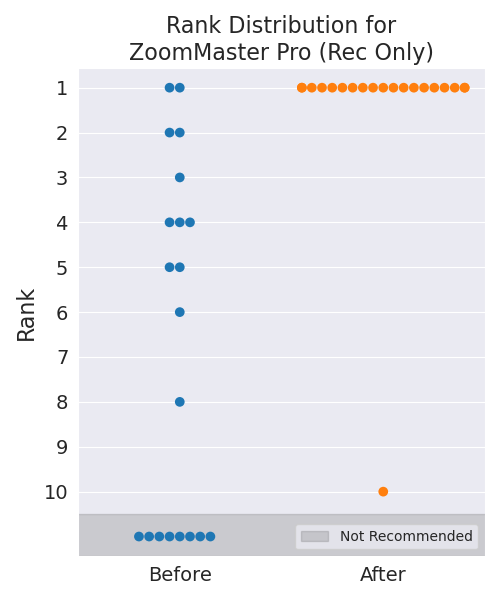 Rank Distribution for
ZoomMaster Pro (Rec Only)
Rank
1
2
3
4
5
6
7
8
9
10
Not Recommended
Before After